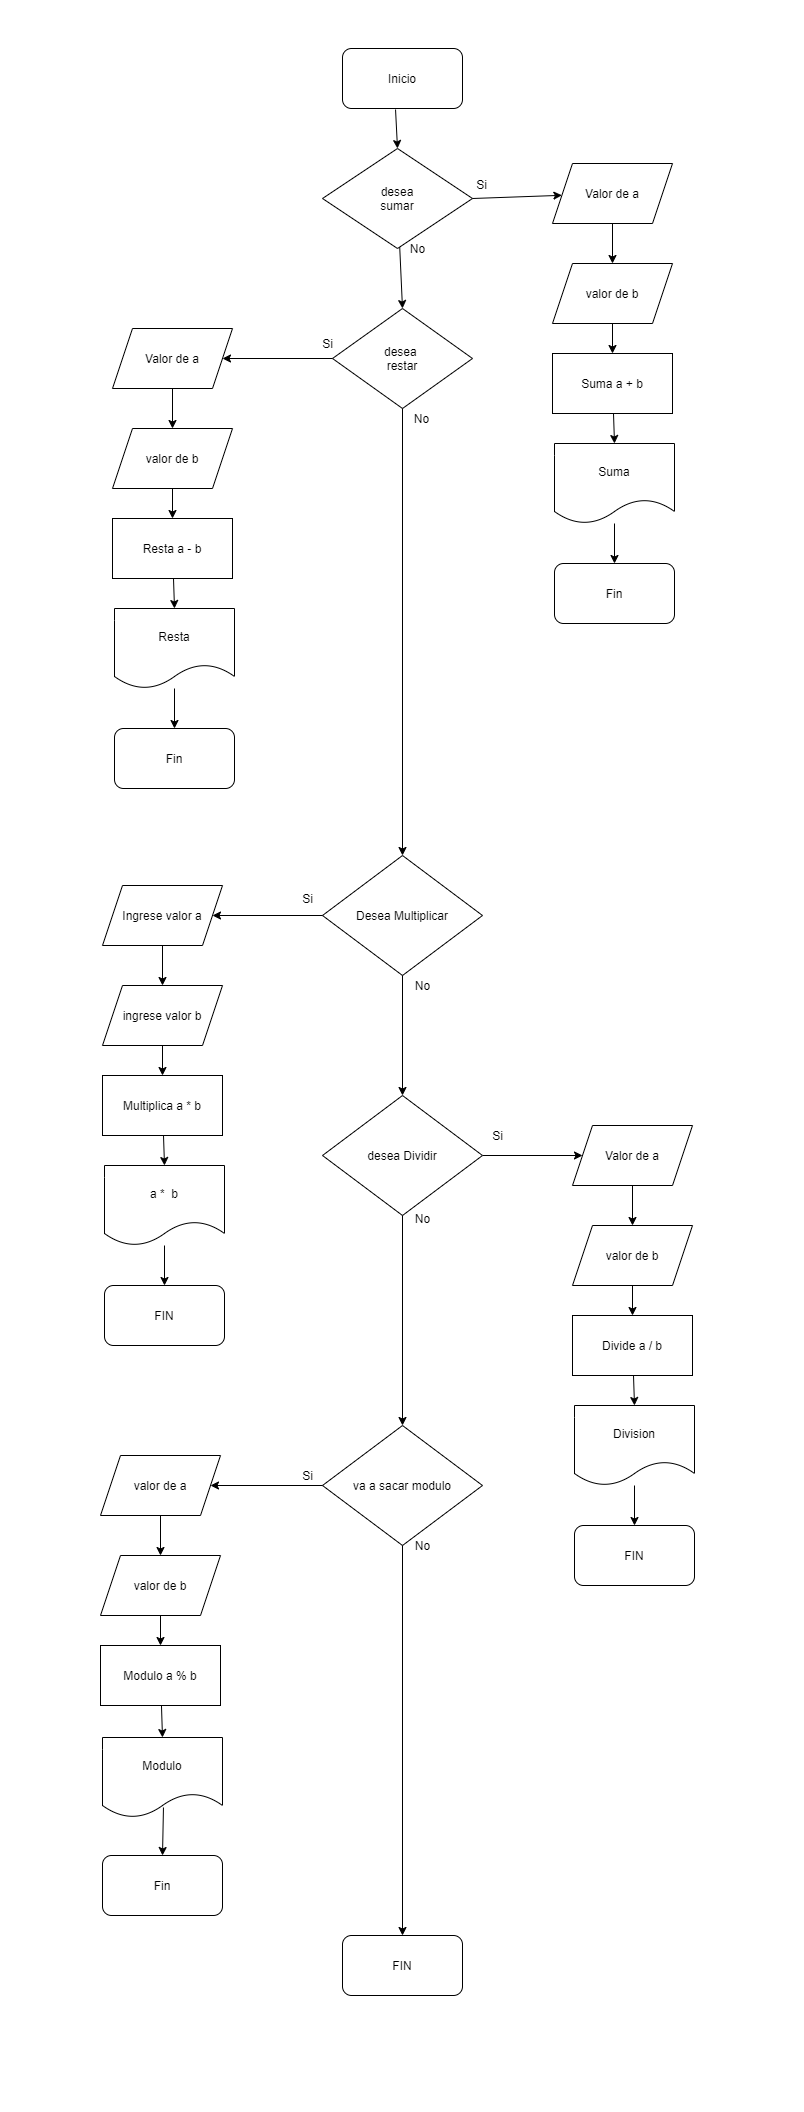 Inicio
desea
sumar
Si
Valor de a
No
valor de b
desea
restar
Si
Valor de a
Suma a + b
No
valor de b
Suma
Resta a - b
Fin
Resta
Fin
Desea Multiplicar
Si
Ingrese valor a
No
ingrese valor b
Multiplica a * b
desea Dividir
Si
Valor de a
a * b
No
valor de b
FIN
Divide a / b
Division
va a sacar modulo
Si
valor de a
No
FIN
valor de b
Modulo a % b
Modulo
Fin
FIN